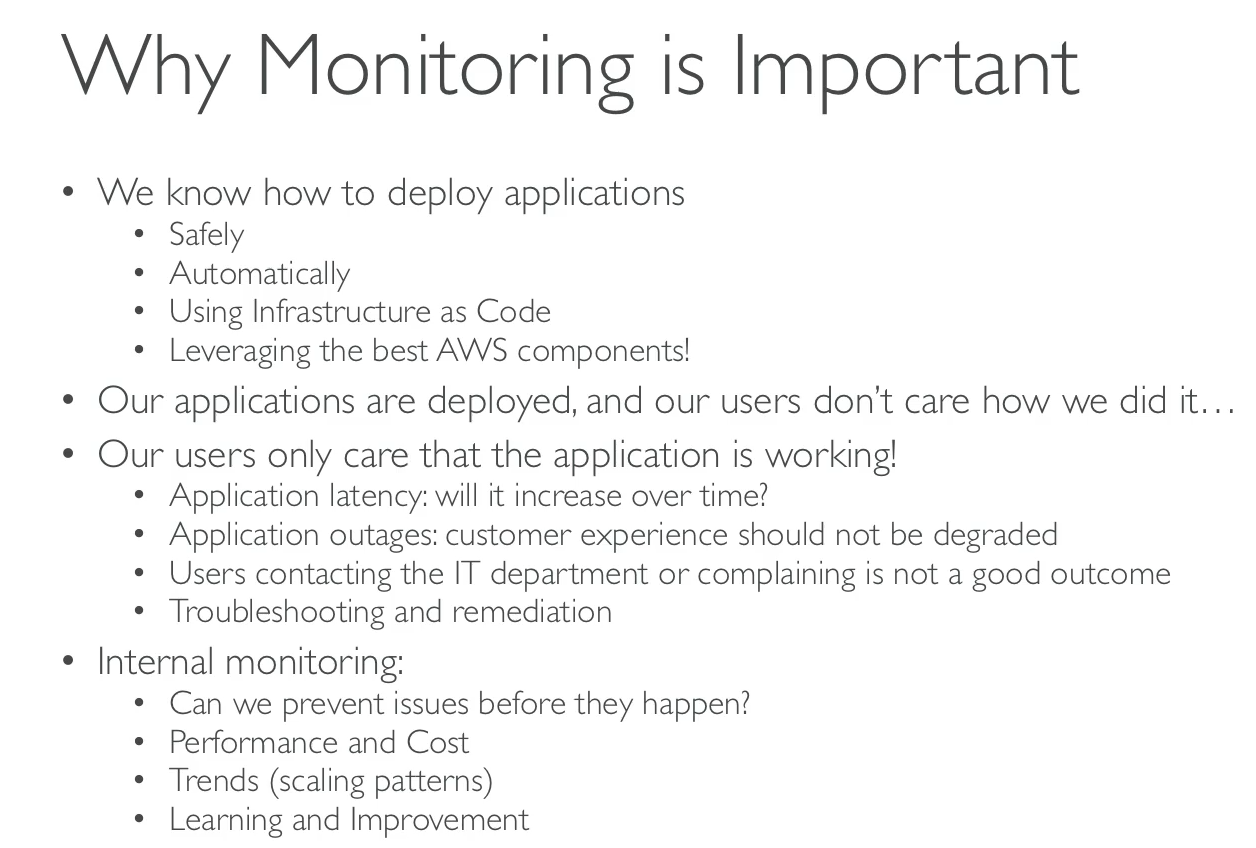 Why Monitoring is Important
• We know how to deploy applications
• Safely
• Automatically
• Using Infrastructure as Code
• Leveraging the best AWS components!
• Our applications are deployed, and our users don’t care how we did it…
• Our users only care that the application is working!
• Application latency: will it increase over time?
• Application outages: customer experience should not be degraded
• Users contacting the IT department or complaining is not a good outcome
• Troubleshooting and remediation
• Internal monitoring:
• Can we prevent issues before they happen?
• Performance and Cost
• Trends (scaling patterns)
• Learning and Improvement